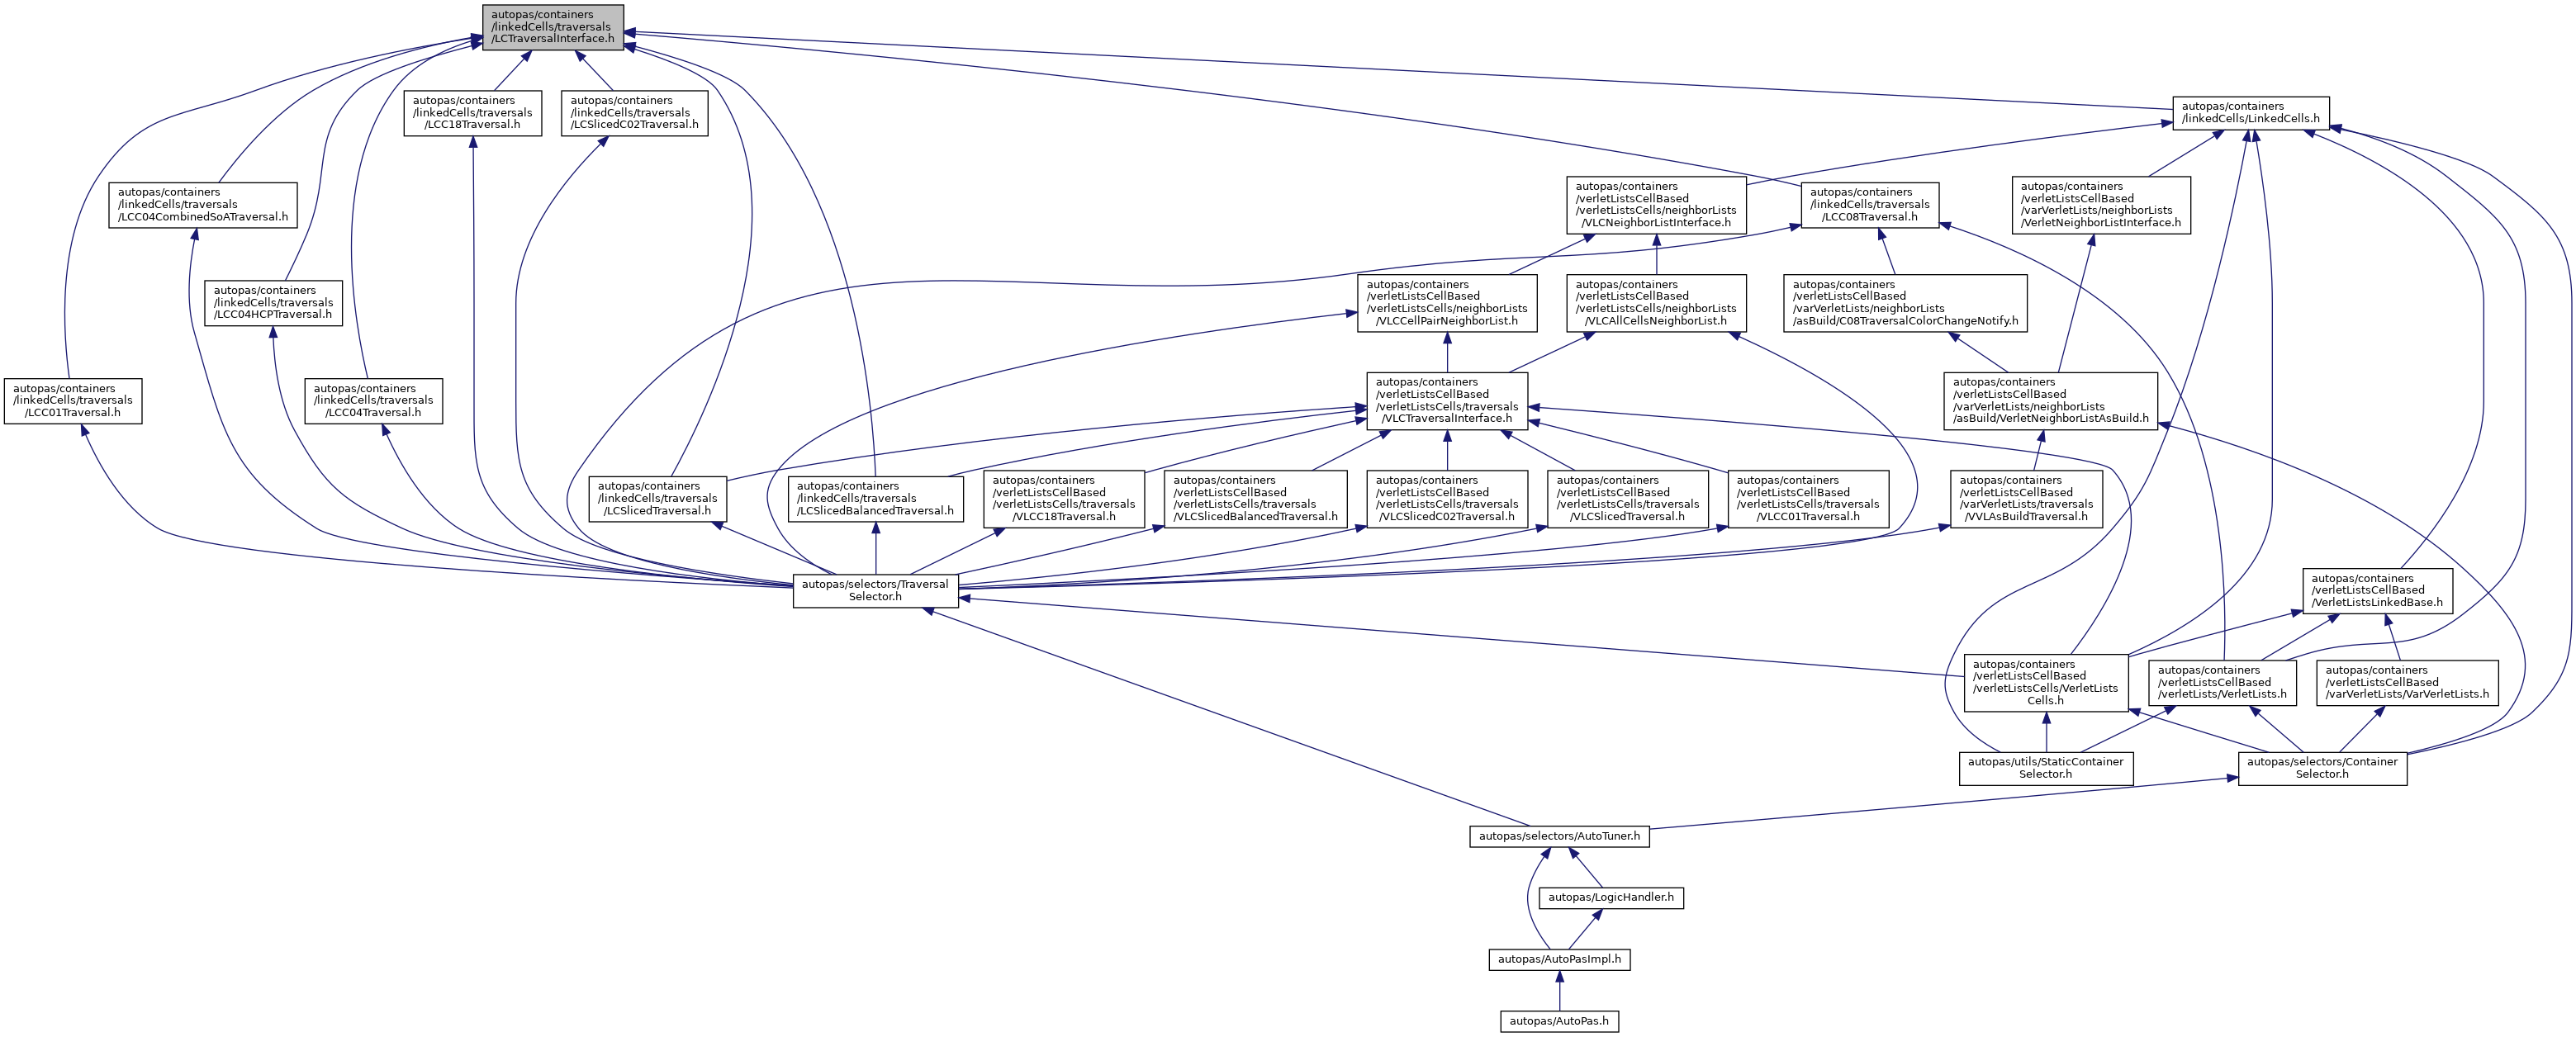 autopas/containers
/linkedCells/traversals
/LCTraversalInterface.h
autopas/containers
/linkedCells/traversals
/LCC18Traversal.h
autopas/containers
/linkedCells/traversals
/LCSlicedC02Traversal.h
autopas/containers
/linkedCells/LinkedCells.h
autopas/containers
/linkedCells/traversals
/LCC04CombinedSoATraversal.h
autopas/containers
/verletListsCellBased
/verletListsCells/neighborLists
/VLCNeighborListInterface.h
autopas/containers
/linkedCells/traversals
/LCC08Traversal.h
autopas/containers
/verletListsCellBased
/varVerletLists/neighborLists
/VerletNeighborListInterface.h
autopas/containers
/linkedCells/traversals
/LCC04HCPTraversal.h
autopas/containers
/verletListsCellBased
/verletListsCells/neighborLists
/VLCCellPairNeighborList.h
autopas/containers
/verletListsCellBased
/verletListsCells/neighborLists
/VLCAllCellsNeighborList.h
autopas/containers
/verletListsCellBased
/varVerletLists/neighborLists
/asBuild/C08TraversalColorChangeNotify.h
autopas/containers
/linkedCells/traversals
/LCC01Traversal.h
autopas/containers
/linkedCells/traversals
/LCC04Traversal.h
autopas/containers
/verletListsCellBased
/verletListsCells/traversals
/VLCTraversalInterface.h
autopas/containers
/verletListsCellBased
/varVerletLists/neighborLists
/asBuild/VerletNeighborListAsBuild.h
autopas/containers
/linkedCells/traversals
/LCSlicedTraversal.h
autopas/containers
/linkedCells/traversals
/LCSlicedBalancedTraversal.h
autopas/containers
/verletListsCellBased
/verletListsCells/traversals
/VLCC18Traversal.h
autopas/containers
/verletListsCellBased
/verletListsCells/traversals
/VLCSlicedBalancedTraversal.h
autopas/containers
/verletListsCellBased
/verletListsCells/traversals
/VLCSlicedC02Traversal.h
autopas/containers
/verletListsCellBased
/verletListsCells/traversals
/VLCSlicedTraversal.h
autopas/containers
/verletListsCellBased
/verletListsCells/traversals
/VLCC01Traversal.h
autopas/containers
/verletListsCellBased
/varVerletLists/traversals
/VVLAsBuildTraversal.h
autopas/selectors/Traversal
Selector.h
autopas/containers
/verletListsCellBased
/VerletListsLinkedBase.h
autopas/containers
/verletListsCellBased
/verletListsCells/VerletLists
Cells.h
autopas/containers
/verletListsCellBased
/verletLists/VerletLists.h
autopas/containers
/verletListsCellBased
/varVerletLists/VarVerletLists.h
autopas/utils/StaticContainer
Selector.h
autopas/selectors/Container
Selector.h
autopas/selectors/AutoTuner.h
autopas/LogicHandler.h
autopas/AutoPasImpl.h
autopas/AutoPas.h